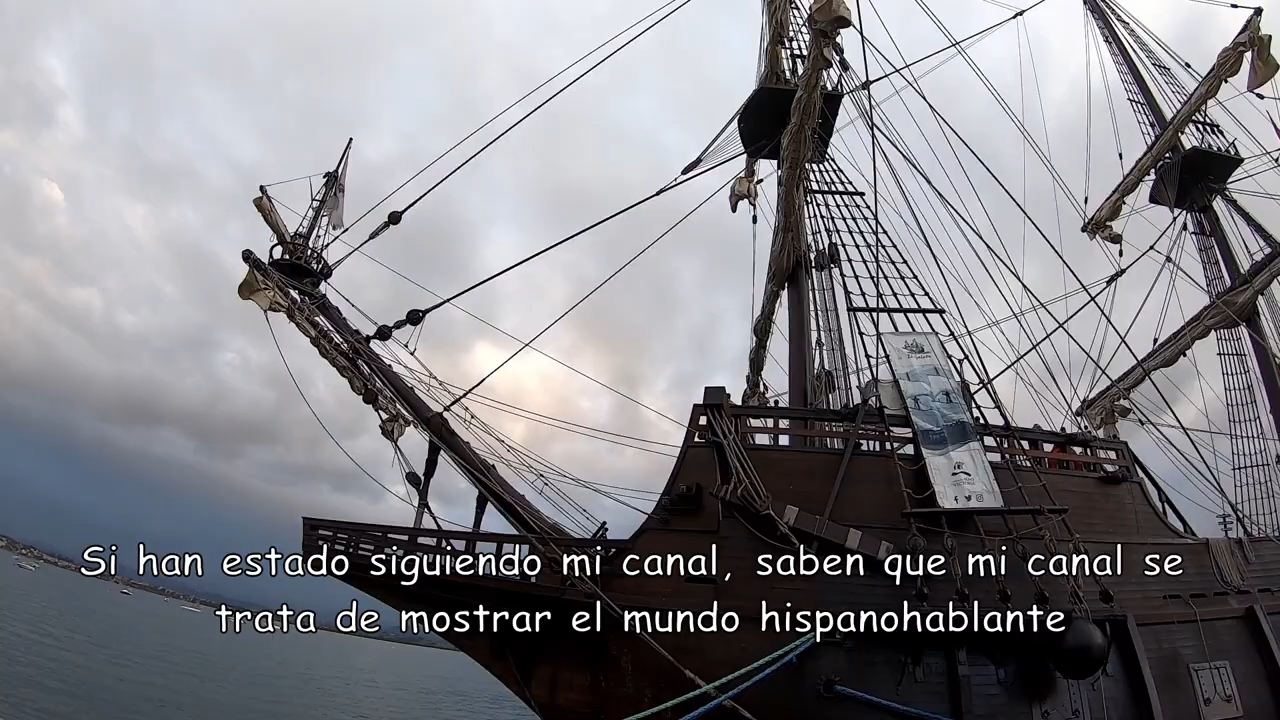 Si han estado siguiendo mi canal, saben que mi canal se
trata de mostrar el mundo hispanohablante